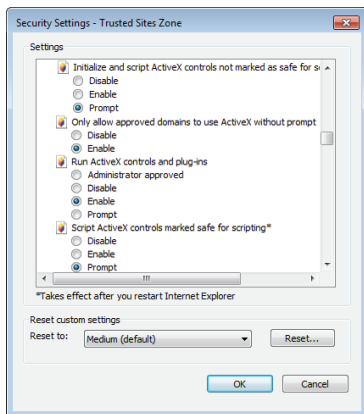 Security Settings - Trusted Sites Zone
Settings
Initialize and script ActiveX controls not marked as safe for s
Disable
Enable
Prompt
Only allow approved domains to use ActiveX without prompt
Disable
Enable
Run ActiveX controls and plug-ins
Administrator approved
Disable
Enable
Prompt
Script ActiveX controls marked safe for scripting*
Disable
Enable
Prompt
*Takes effect after you restart Internet Explorer
Reset custom settings
Reset to:
Medium (default)
Reset...
OK
Cancel